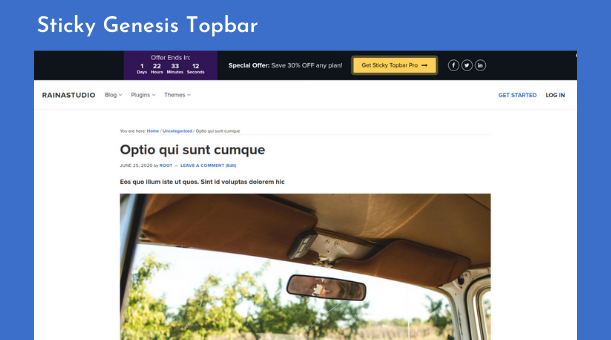 Sticky Genesis Topbar
Offer Ends In:
1 22 33 12
Days Hours Minutes Seconds
Special Offer: Save 30% OFF any plan!
Get Sticky Topbar Pro →
RAINASTUDIO Blog Plugins Themes GET STARTED LOG IN
You are here: Home / Uncategorized / Optio qui sunt cumque
Optio qui sunt cumque
JUNE 25, 2020 by ROOT — LEAVE A COMMENT (Edit)
Eos quo illum iste ut quos. Sint id voluptas dolorem hic